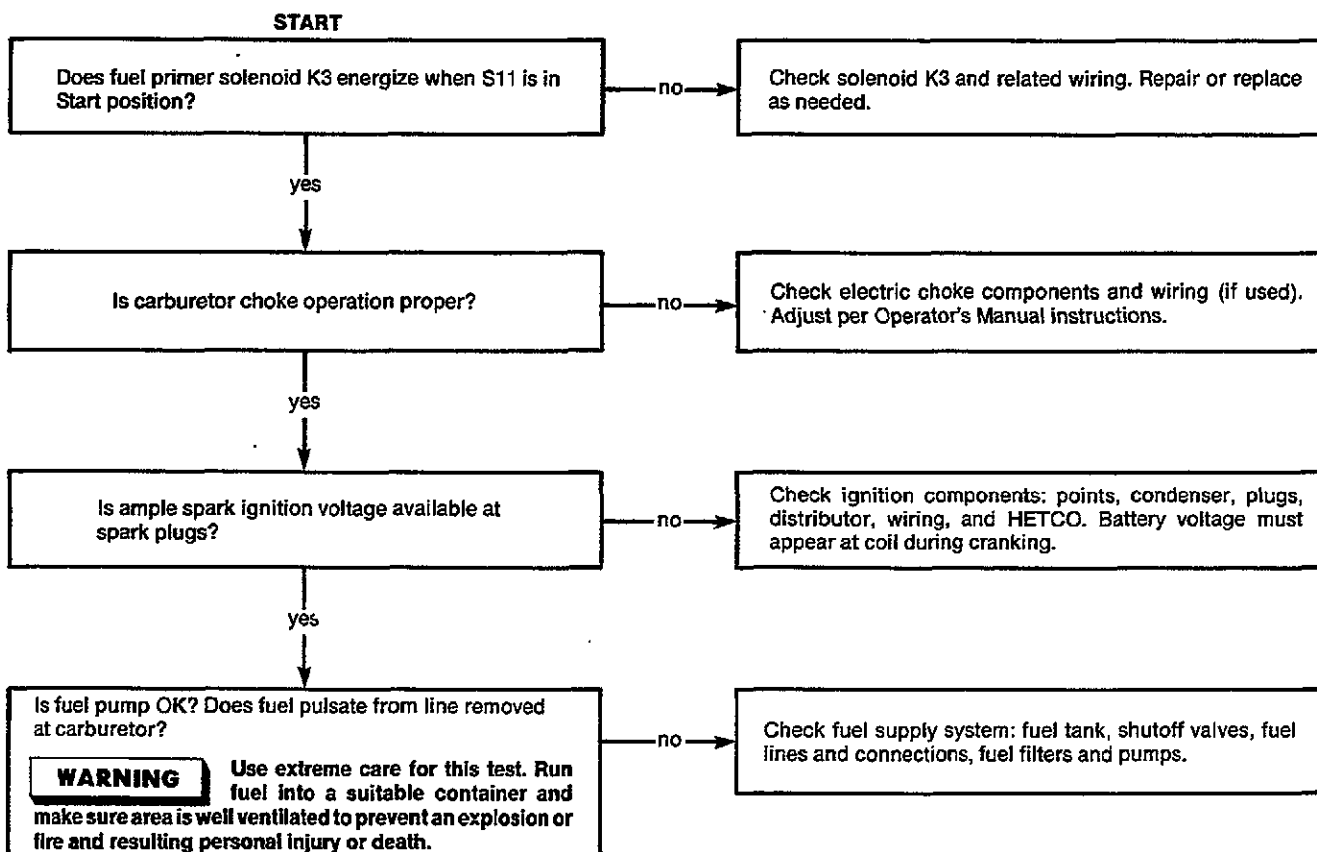 START
Does fuel primer solenoid K3 energize when S11 is in
Start position?
no
Check solenoid K3 and related wiring. Repair or replace
as needed.
yes
Is carburetor choke operation proper?
no
Check electric choke components and wiring (if used).
Adjust per Operator's Manual instructions.
yes
Is ample spark ignition voltage available at
spark plugs?
no
Check ignition components: points, condenser, plugs,
distributor, wiring, and HETCO. Battery voltage must
appear at coil during cranking.
yes
Is fuel pump OK? Does fuel pulsate from line removed
at carburetor?
WARNING Use extreme care for this test. Run
fuel into a suitable container and
make sure area is well ventilated to prevent an explosion or
fire and resulting personal injury or death.
no
Check fuel supply system: fuel tank, shutoff valves, fuel
lines and connections, fuel filters and pumps.